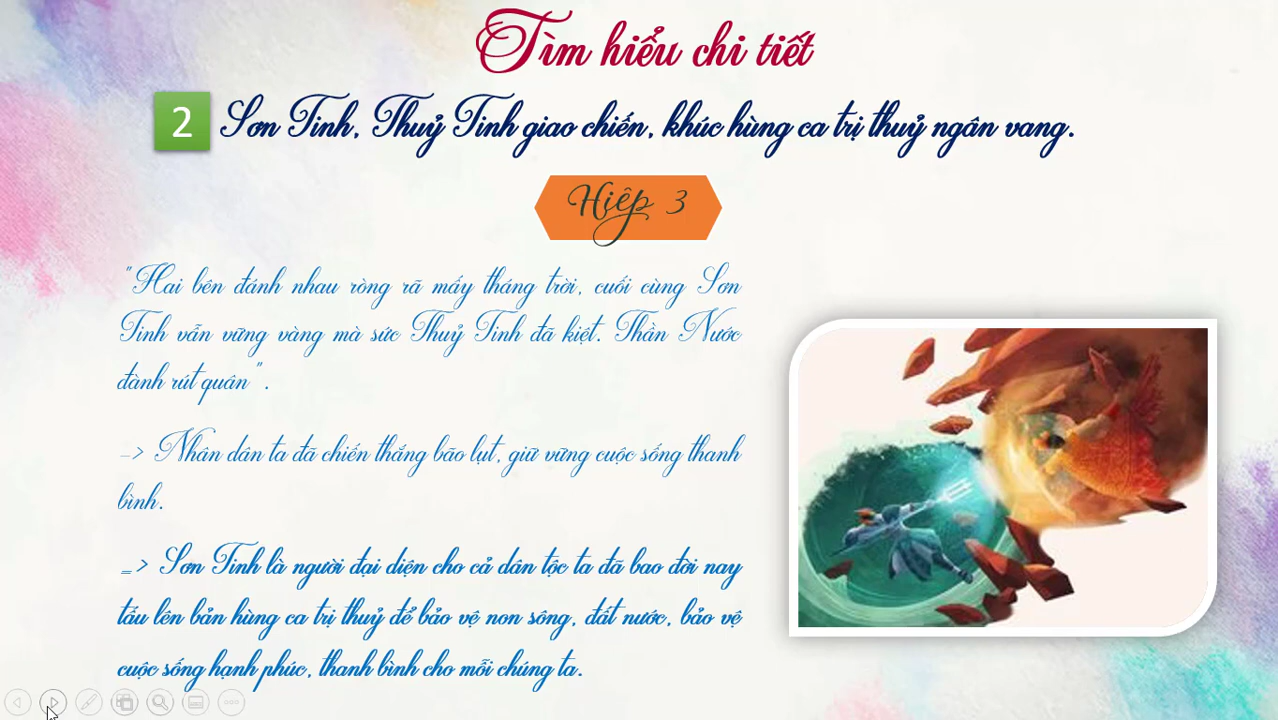 Tìm hiểu chi tiết
2 Sơn Tinh, Thuỷ Tinh giao chiến, khúc hùng ca trị thuỷ ngân vang.
Hiệp 3
"Hai bên đánh nhau ròng rã mấy tháng trời, cuối cùng Sơn
Tinh vẫn vững vàng mà sức Thuỷ Tinh đã kiệt. Thần Nước
đành rút quân".
-> Nhân dân ta đã chiến thắng bão lụt, giữ vững cuộc sống thanh
bình.
=> Sơn Tinh là người đại diện cho cả dân tộc ta đã bao đời nay
tấu lên bản hùng ca trị thuỷ để bảo vệ non sông, đất nước, bảo vệ
cuộc sống hạnh phúc, thanh bình cho mỗi chúng ta.